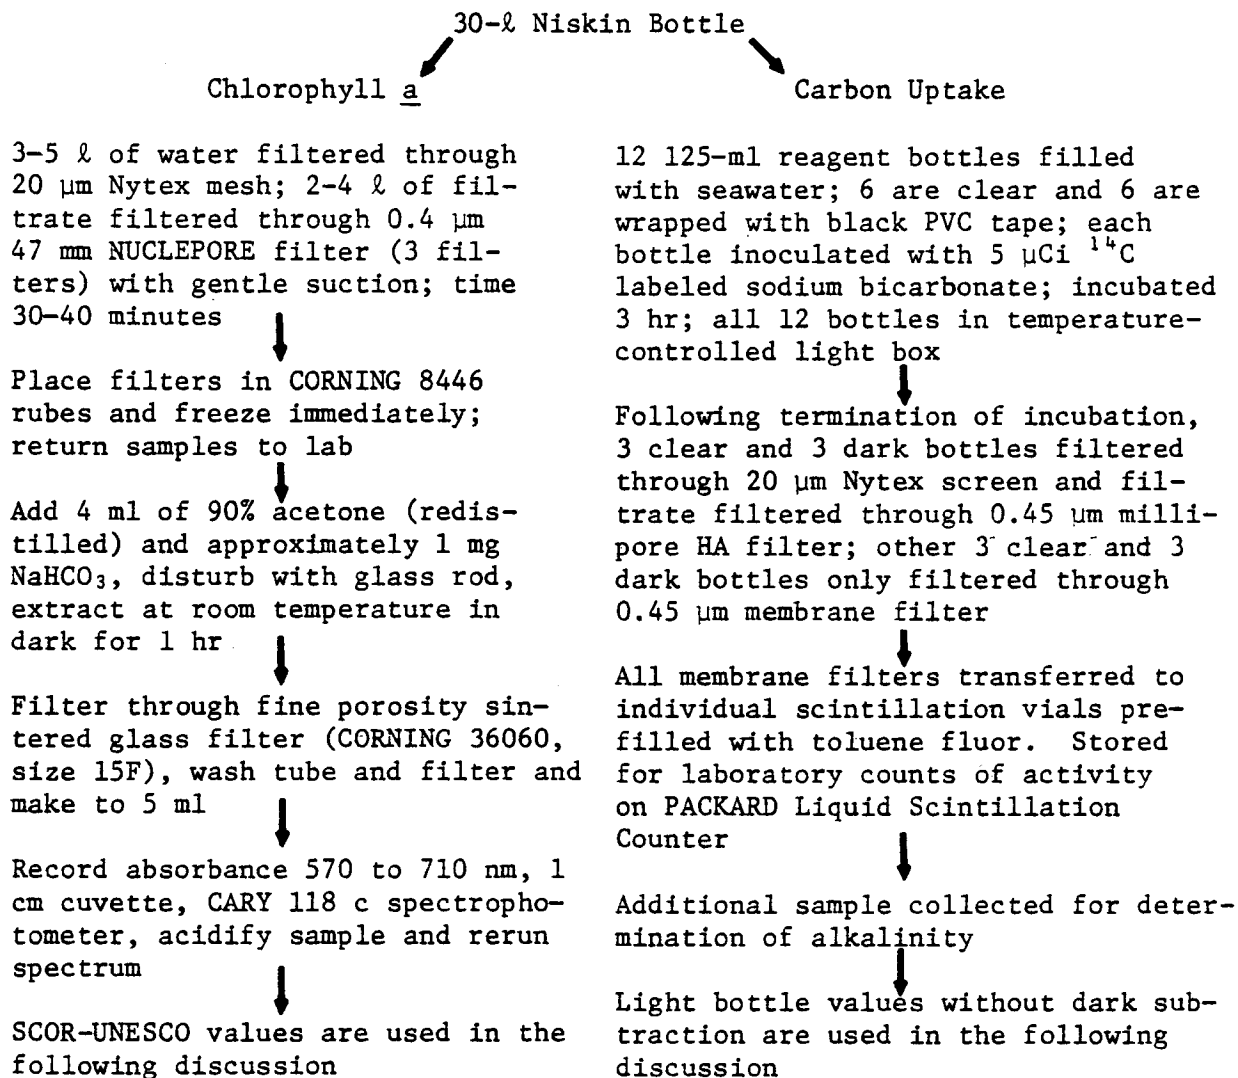 30-ℓ Niskin Bottle
Chlorophyll a
3-5 ℓ of water filtered through
20 μm Nytex mesh; 2-4 ℓ of fil-
trate filtered through 0.4 μm
47 mm NUCLEPORE filter (3 fil-
ters) with gentle suction; time
30-40 minutes
Place filters in CORNING 8446
rubes and freeze immediately;
return samples to lab
Add 4 ml of 90% acetone (redis-
tilled) and approximately 1 mg
NaHCO₃, disturb with glass rod,
extract at room temperature in
dark for 1 hr
Filter through fine porosity sin-
tered glass filter (CORNING 36060,
size 15F), wash tube and filter and
make to 5 ml
Record absorbance 570 to 710 nm, 1
cm cuvette, CARY 118 c spectropho-
tometer, acidify sample and rerun
spectrum
SCOR-UNESCO values are used in the
following discussion
Carbon Uptake
12 125-ml reagent bottles filled
with seawater; 6 are clear and 6 are
wrapped with black PVC tape; each
bottle inoculated with 5 μCi ¹⁴C
labeled sodium bicarbonate; incubated
3 hr; all 12 bottles in temperature-
controlled light box
Following termination of incubation,
3 clear and 3 dark bottles filtered
through 20 μm Nytex screen and fil-
trate filtered through 0.45 μm milli-
pore HA filter; other 3 clear and 3
dark bottles only filtered through
0.45 μm membrane filter
All membrane filters transferred to
individual scintillation vials pre-
filled with toluene fluor. Stored
for laboratory counts of activity
on PACKARD Liquid Scintillation
Counter
Additional sample collected for deter-
mination of alkalinity
Light bottle values without dark sub-
traction are used in the following
discussion